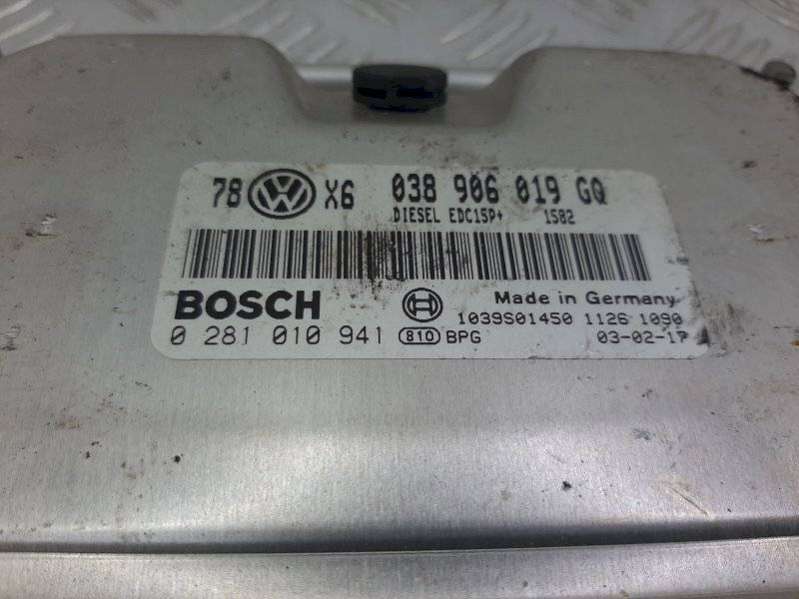 78 VW X6 038 906 019 GQ
DIESEL EDC15P+ 1582
BOSCH Made in Germany
1039S01450 1126 1090
0 281 010 941 810 BPG 03-02-17